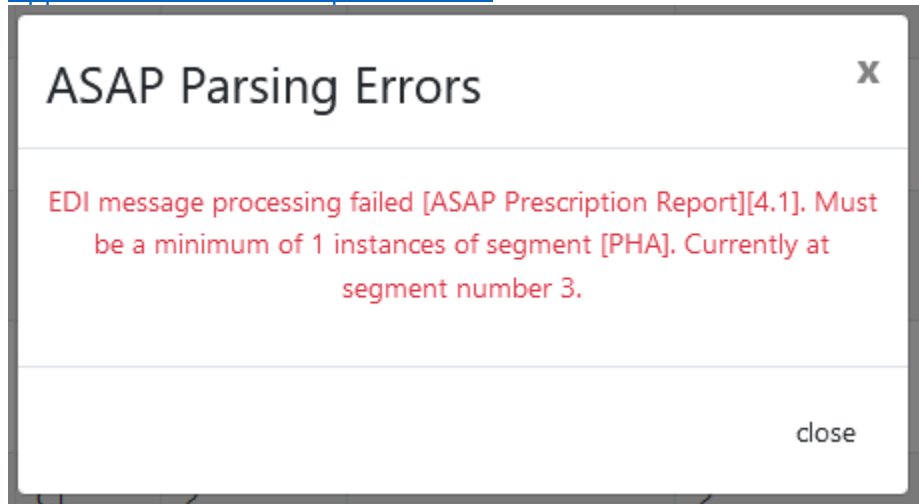 ASAP Parsing Errors
x
EDI message processing failed [ASAP Prescription Report][4.1]. Must
be a minimum of 1 instances of segment [PHA]. Currently at
segment number 3.
close